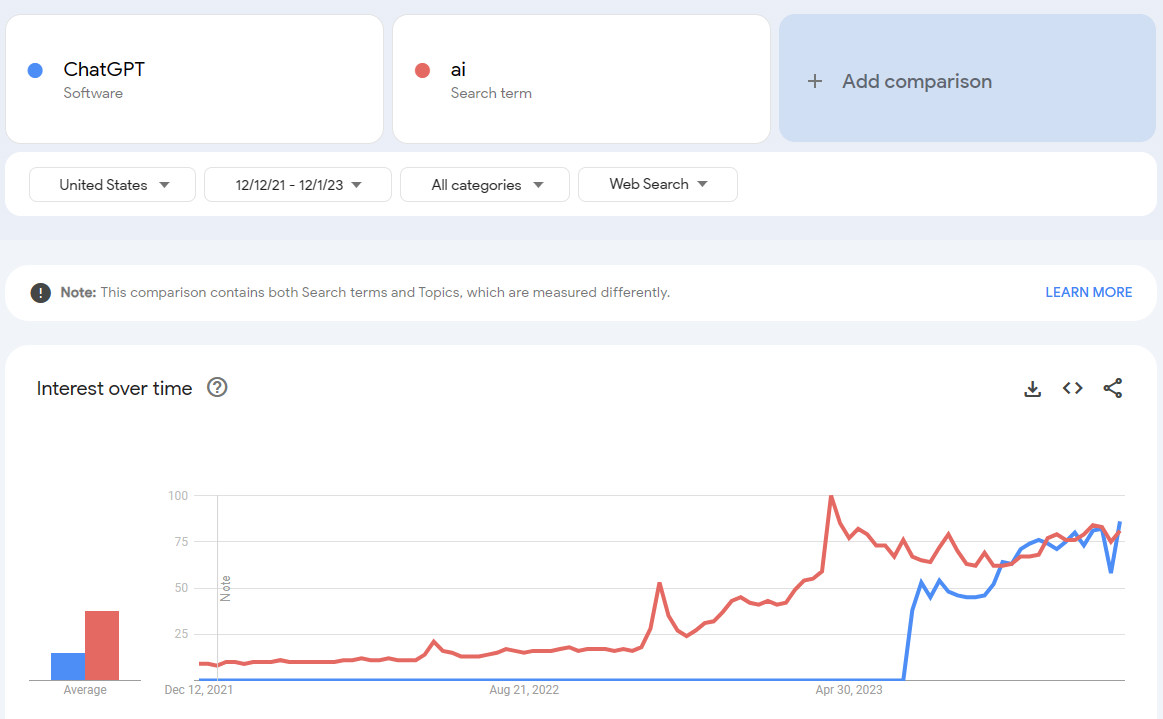 ChatGPT
Software
ai
Search term
+ Add comparison
United States
12/12/21 - 12/1/23
All categories
Web Search
! Note: This comparison contains both Search terms and Topics, which are measured differently.
LEARN MORE
Interest over time ?
100
75
50
25
Note
Average
Dec 12, 2021
Aug 21, 2022
Apr 30, 2023